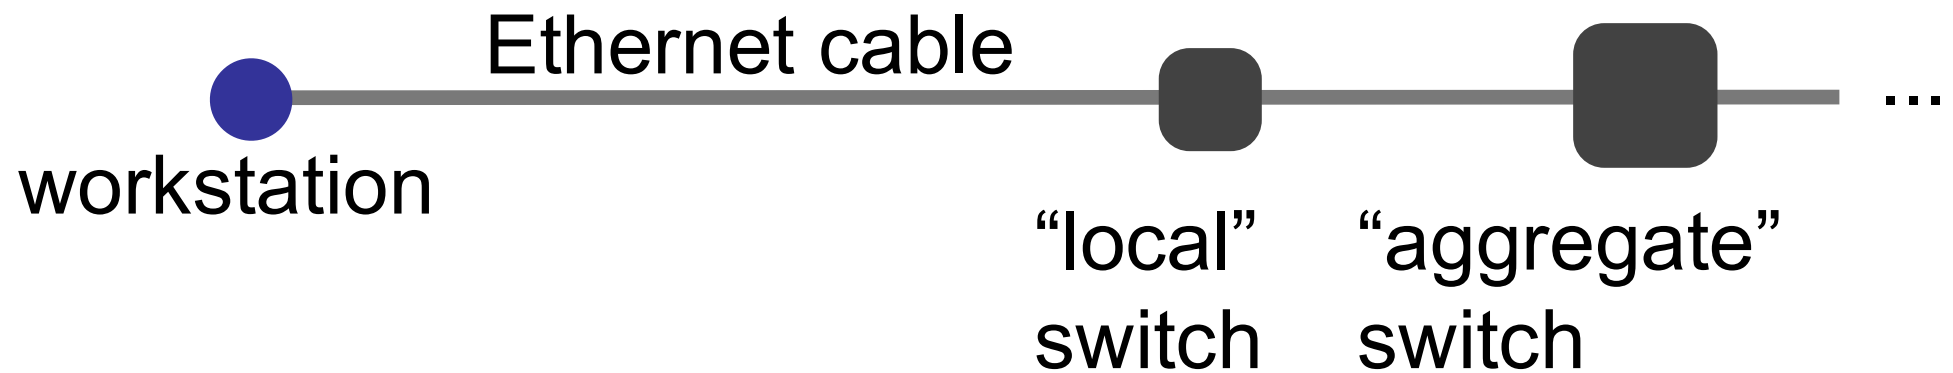 Ethernet cable
...
workstation
“local”
switch
“aggregate”
switch